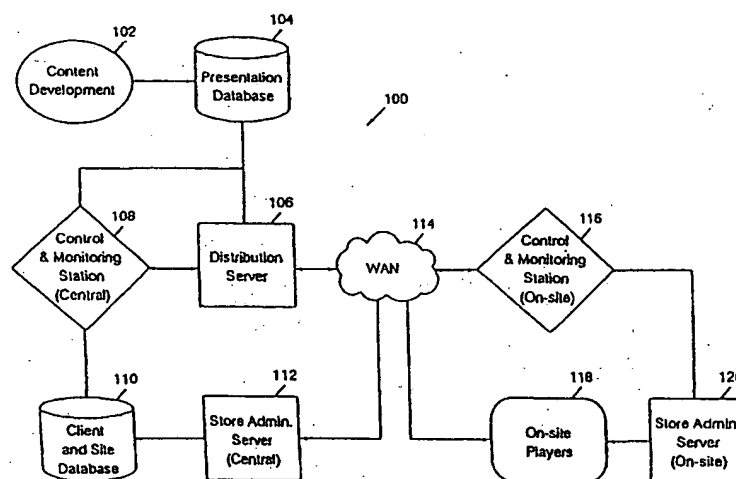 102
Content
Development
104
Presentation
Database
100
108
Control
& Monitoring
Station
(Central)
106
Distribution
Server
114
WAN
116
Control
& Monitoring
Station
(On-site)
110
Client
and Site
Database
112
Store Admin.
Server
(Central)
118
On-site
Players
120
Store Admin.
Server
(On-site)